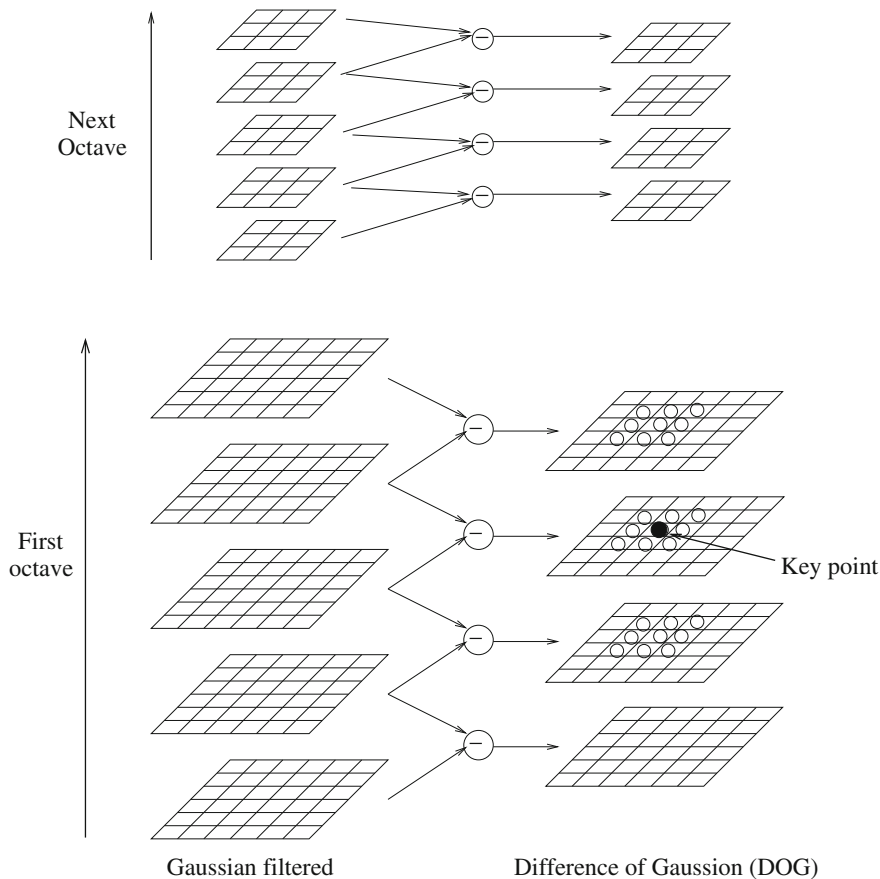 Next
Octave
First
octave
Key point
Gaussian filtered
Difference of Gaussion (DOG)